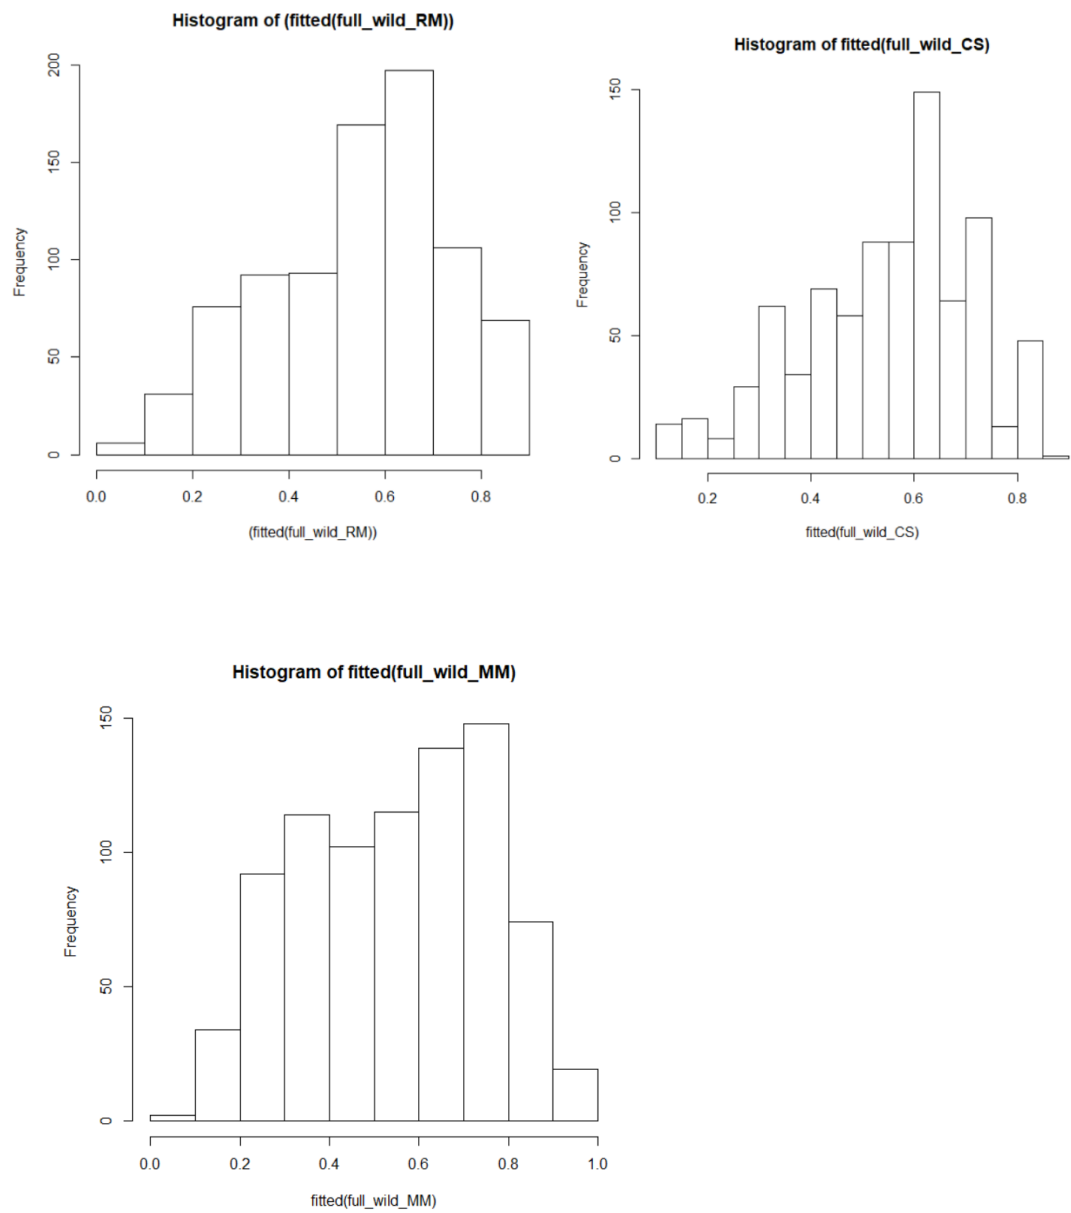 Histogram of (fitted(full_wild_RM))
Frequency
200
150
100
50
0
0.0 0.2 0.4 0.6 0.8
(fitted(full_wild_RM))
Histogram of fitted(full_wild_CS)
Frequency
150
100
50
0
0.2 0.4 0.6 0.8
fitted(full_wild_CS)
Histogram of fitted(full_wild_MM)
Frequency
150
100
50
0
0.0 0.2 0.4 0.6 0.8 1.0
fitted(full_wild_MM)